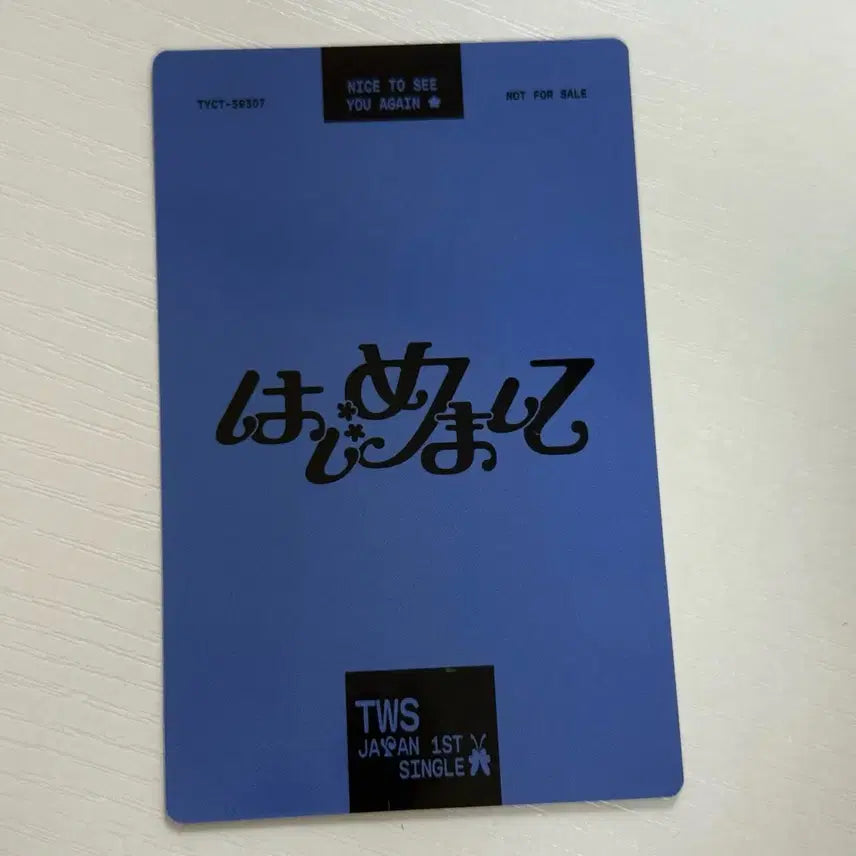 TYCT-39307
NICE TO SEE
YOU AGAIN
NOT FOR SALE
はじめまして
TWS
JAPAN 1ST
SINGLE